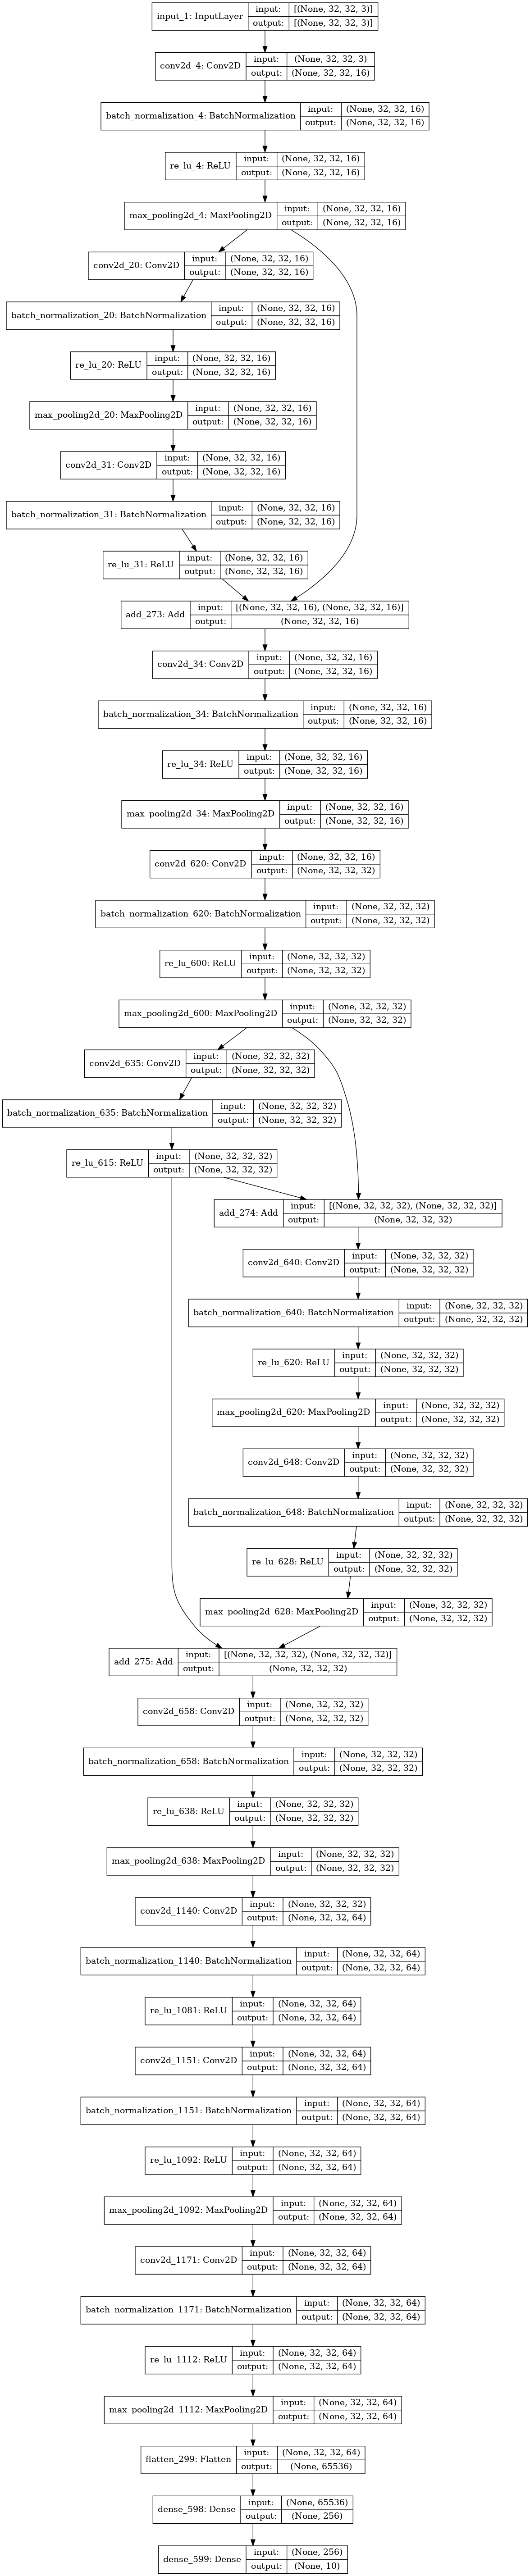 input_1: InputLayer input: [(None, 32, 32, 3)]
output: [(None, 32, 32, 3)]
conv2d_4: Conv2D input: (None, 32, 32, 3)
output: (None, 32, 32, 16)
batch_normalization_4: BatchNormalization input: (None, 32, 32, 16)
output: (None, 32, 32, 16)
re_lu_4: ReLU input: (None, 32, 32, 16)
output: (None, 32, 32, 16)
max_pooling2d_4: MaxPooling2D input: (None, 32, 32, 16)
output: (None, 32, 32, 16)
conv2d_20: Conv2D input: (None, 32, 32, 16)
output: (None, 32, 32, 16)
batch_normalization_20: BatchNormalization input: (None, 32, 32, 16)
output: (None, 32, 32, 16)
re_lu_20: ReLU input: (None, 32, 32, 16)
output: (None, 32, 32, 16)
max_pooling2d_20: MaxPooling2D input: (None, 32, 32, 16)
output: (None, 32, 32, 16)
conv2d_31: Conv2D input: (None, 32, 32, 16)
output: (None, 32, 32, 16)
batch_normalization_31: BatchNormalization input: (None, 32, 32, 16)
output: (None, 32, 32, 16)
re_lu_31: ReLU input: (None, 32, 32, 16)
output: (None, 32, 32, 16)
add_273: Add input: [(None, 32, 32, 16), (None, 32, 32, 16)]
output: (None, 32, 32, 16)
conv2d_34: Conv2D input: (None, 32, 32, 16)
output: (None, 32, 32, 16)
batch_normalization_34: BatchNormalization input: (None, 32, 32, 16)
output: (None, 32, 32, 16)
re_lu_34: ReLU input: (None, 32, 32, 16)
output: (None, 32, 32, 16)
max_pooling2d_34: MaxPooling2D input: (None, 32, 32, 16)
output: (None, 32, 32, 16)
conv2d_620: Conv2D input: (None, 32, 32, 16)
output: (None, 32, 32, 32)
batch_normalization_620: BatchNormalization input: (None, 32, 32, 32)
output: (None, 32, 32, 32)
re_lu_600: ReLU input: (None, 32, 32, 32)
output: (None, 32, 32, 32)
max_pooling2d_600: MaxPooling2D input: (None, 32, 32, 32)
output: (None, 32, 32, 32)
conv2d_635: Conv2D input: (None, 32, 32, 32)
output: (None, 32, 32, 32)
batch_normalization_635: BatchNormalization input: (None, 32, 32, 32)
output: (None, 32, 32, 32)
re_lu_615: ReLU input: (None, 32, 32, 32)
output: (None, 32, 32, 32)
add_274: Add input: [(None, 32, 32, 32), (None, 32, 32, 32)]
output: (None, 32, 32, 32)
conv2d_640: Conv2D input: (None, 32, 32, 32)
output: (None, 32, 32, 32)
batch_normalization_640: BatchNormalization input: (None, 32, 32, 32)
output: (None, 32, 32, 32)
re_lu_620: ReLU input: (None, 32, 32, 32)
output: (None, 32, 32, 32)
max_pooling2d_620: MaxPooling2D input: (None, 32, 32, 32)
output: (None, 32, 32, 32)
conv2d_648: Conv2D input: (None, 32, 32, 32)
output: (None, 32, 32, 32)
batch_normalization_648: BatchNormalization input: (None, 32, 32, 32)
output: (None, 32, 32, 32)
re_lu_628: ReLU input: (None, 32, 32, 32)
output: (None, 32, 32, 32)
max_pooling2d_628: MaxPooling2D input: (None, 32, 32, 32)
output: (None, 32, 32, 32)
add_275: Add input: [(None, 32, 32, 32), (None, 32, 32, 32)]
output: (None, 32, 32, 32)
conv2d_658: Conv2D input: (None, 32, 32, 32)
output: (None, 32, 32, 32)
batch_normalization_658: BatchNormalization input: (None, 32, 32, 32)
output: (None, 32, 32, 32)
re_lu_638: ReLU input: (None, 32, 32, 32)
output: (None, 32, 32, 32)
max_pooling2d_638: MaxPooling2D input: (None, 32, 32, 32)
output: (None, 32, 32, 32)
conv2d_1140: Conv2D input: (None, 32, 32, 32)
output: (None, 32, 32, 64)
batch_normalization_1140: BatchNormalization input: (None, 32, 32, 64)
output: (None, 32, 32, 64)
re_lu_1081: ReLU input: (None, 32, 32, 64)
output: (None, 32, 32, 64)
conv2d_1151: Conv2D input: (None, 32, 32, 64)
output: (None, 32, 32, 64)
batch_normalization_1151: BatchNormalization input: (None, 32, 32, 64)
output: (None, 32, 32, 64)
re_lu_1092: ReLU input: (None, 32, 32, 64)
output: (None, 32, 32, 64)
max_pooling2d_1092: MaxPooling2D input: (None, 32, 32, 64)
output: (None, 32, 32, 64)
conv2d_1171: Conv2D input: (None, 32, 32, 64)
output: (None, 32, 32, 64)
batch_normalization_1171: BatchNormalization input: (None, 32, 32, 64)
output: (None, 32, 32, 64)
re_lu_1112: ReLU input: (None, 32, 32, 64)
output: (None, 32, 32, 64)
max_pooling2d_1112: MaxPooling2D input: (None, 32, 32, 64)
output: (None, 32, 32, 64)
flatten_299: Flatten input: (None, 32, 32, 64)
output: (None, 65536)
dense_598: Dense input: (None, 65536)
output: (None, 256)
dense_599: Dense input: (None, 256)
output: (None, 10)